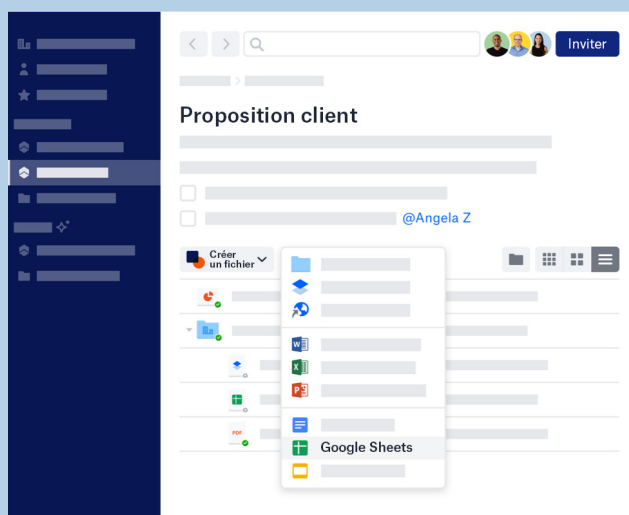 Inviter
Proposition client
@Angela Z
Créer
un fichier
W
X
P
Google Sheets
PDF